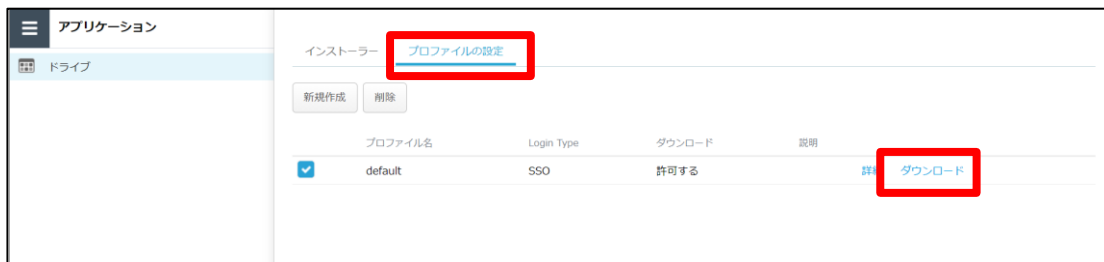 アプリケーション
ドライブ
インストーラー プロファイルの設定
新規作成 削除
プロファイル名 Login Type ダウンロード 説明
default SSO 許可する ダウンロード